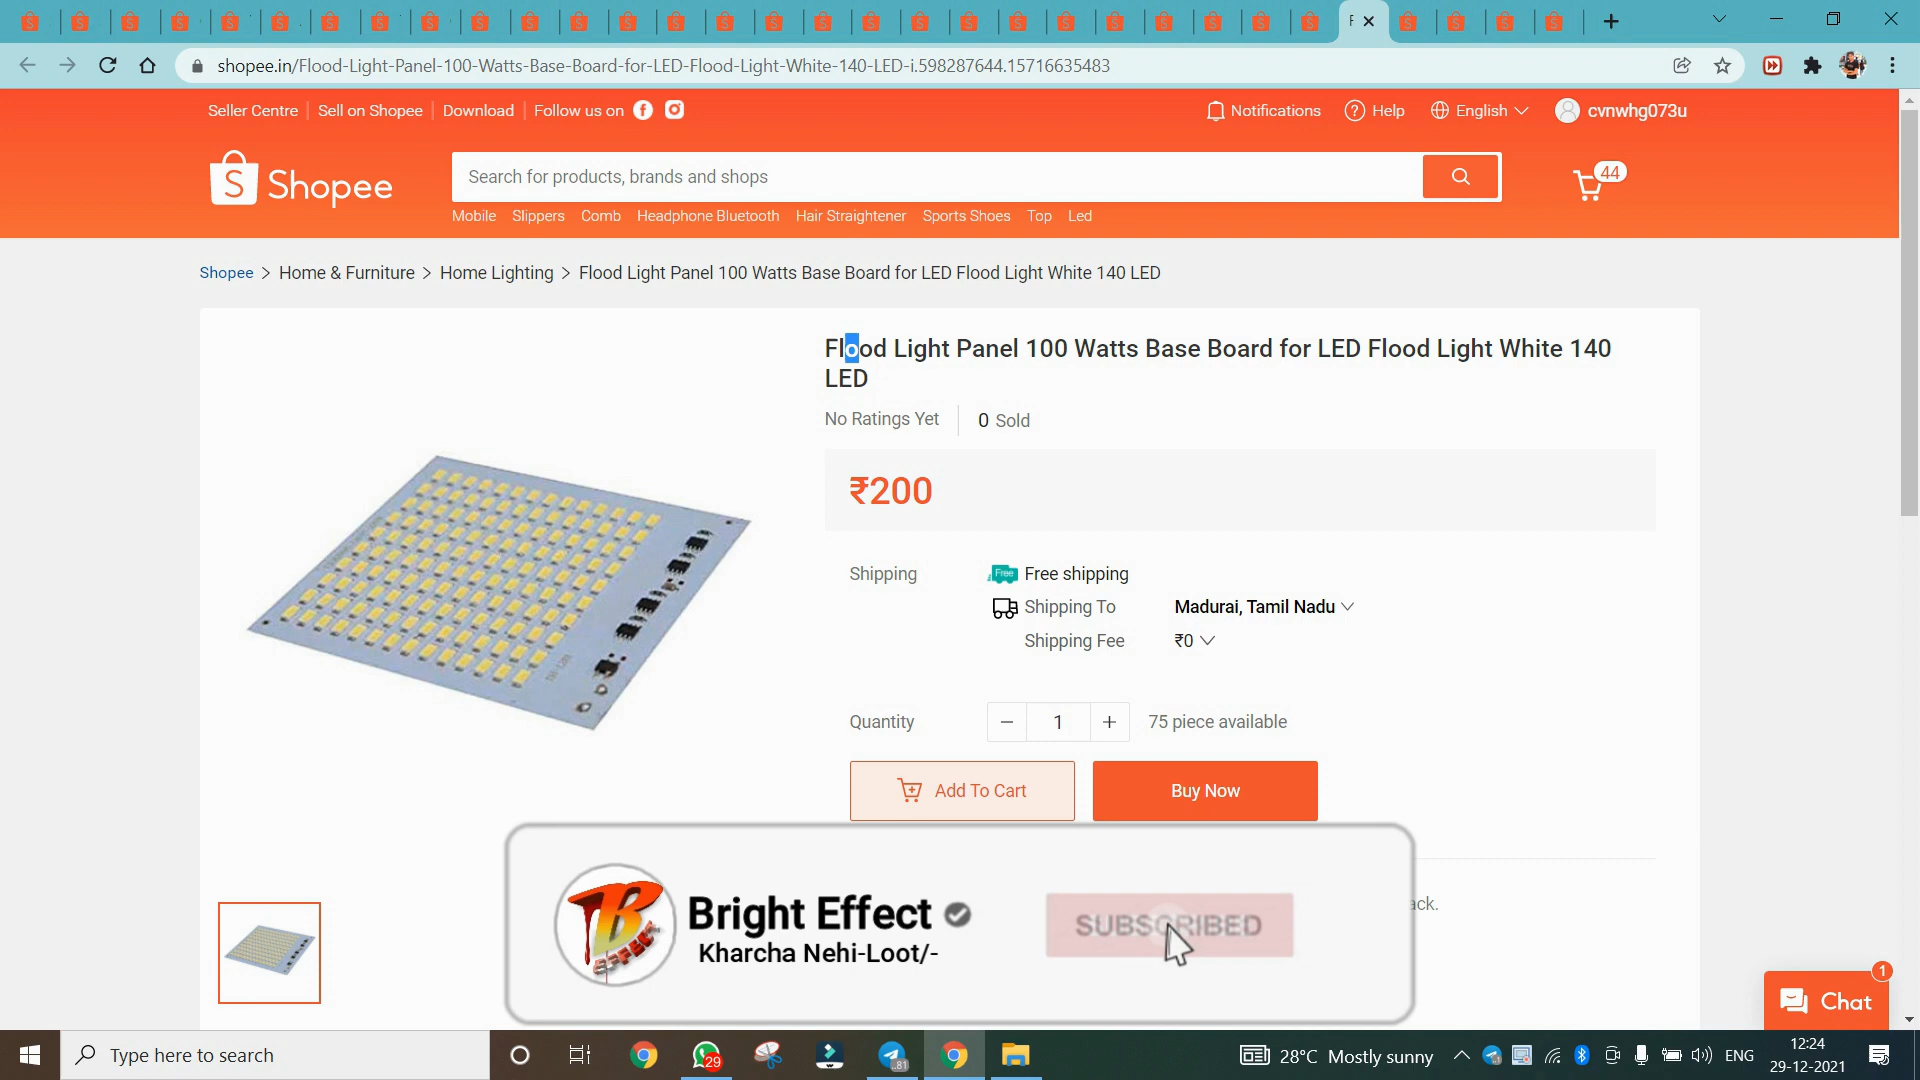 F
shopee.in/Flood-Light-Panel-100-Watts-Base-Board-for-LED-Flood-Light-White-140-LED-i.598287644.15716635483
Seller Centre Sell on Shopee Download Follow us on
Notifications Help English cvnwhg073u
Shopee
Search for products, brands and shops
44
Mobile Slippers Comb Headphone Bluetooth Hair Straightener Sports Shoes Top Led
Shopee > Home & Furniture > Home Lighting > Flood Light Panel 100 Watts Base Board for LED Flood Light White 140 LED
Flood Light Panel 100 Watts Base Board for LED Flood Light White 140
LED
No Ratings Yet 0 Sold
₹200
Shipping Free Free shipping
Shipping To Madurai, Tamil Nadu
Shipping Fee ₹0
Quantity 1 75 piece available
Add To Cart Buy Now
ack.
Bright Effect
Kharcha Nehi-Loot/-
SUBSCRIBED
B
EFFECT
1
Chat
Type here to search
29
81
28°C Mostly sunny
ENG
12:24
29-12-2021